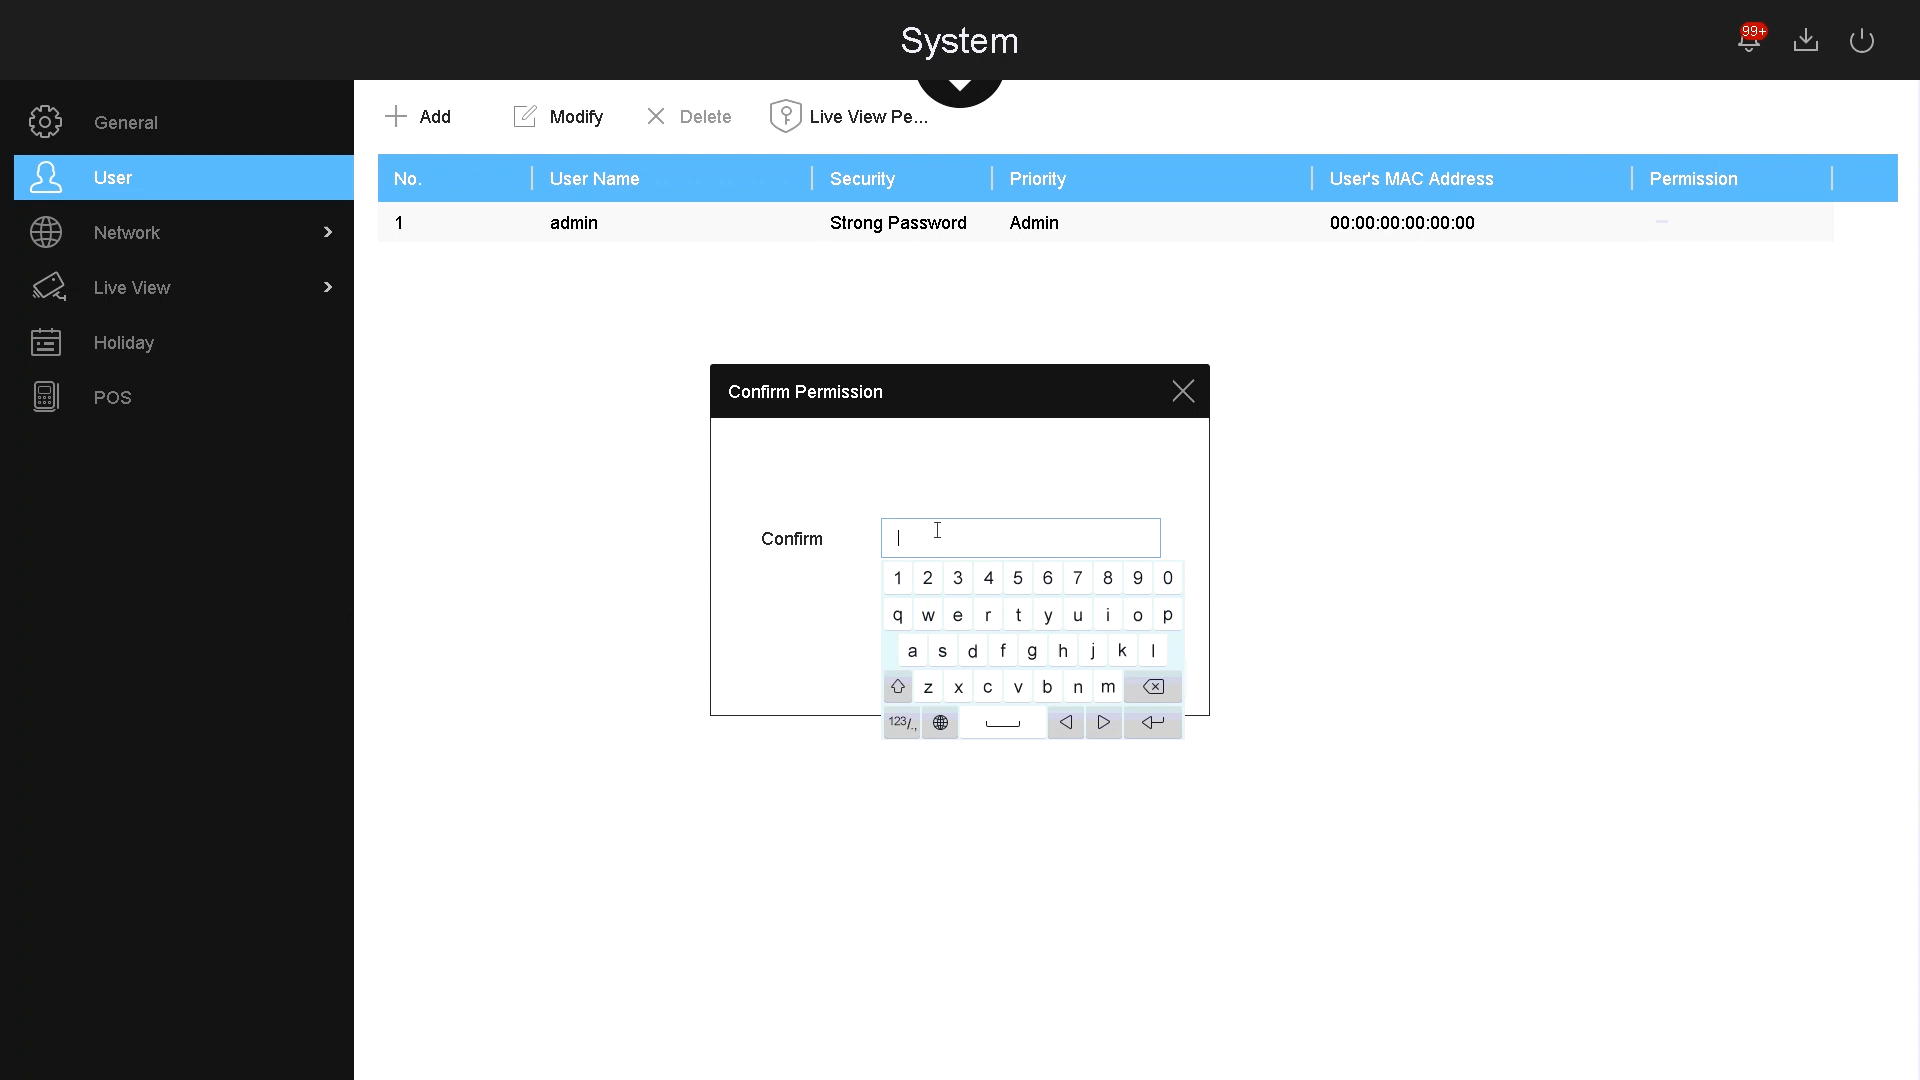 System
99+
General
User
Network
Live View
Holiday
POS
Add Modify Delete Live View Pe...
No. User Name Security Priority User's MAC Address Permission
1 admin Strong Password Admin 00:00:00:00:00:00 –
Confirm Permission
Confirm
1 2 3 4 5 6 7 8 9 0
q w e r t y u i o p
a s d f g h j k l
z x c v b n m
123/.,